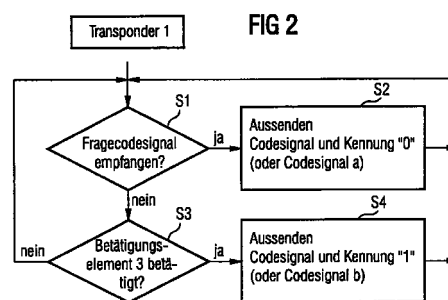 FIG 2
Transponder 1
S1
Fragecodesignal
empfangen?
ja
nein
S2
Aussenden
Codesignal und Kennung "0"
(oder Codesignal a)
S3
Betätigungs-
element 3 betä-
tigt?
nein
ja
S4
Aussenden
Codesignal und Kennung "1"
(oder Codesignal b)